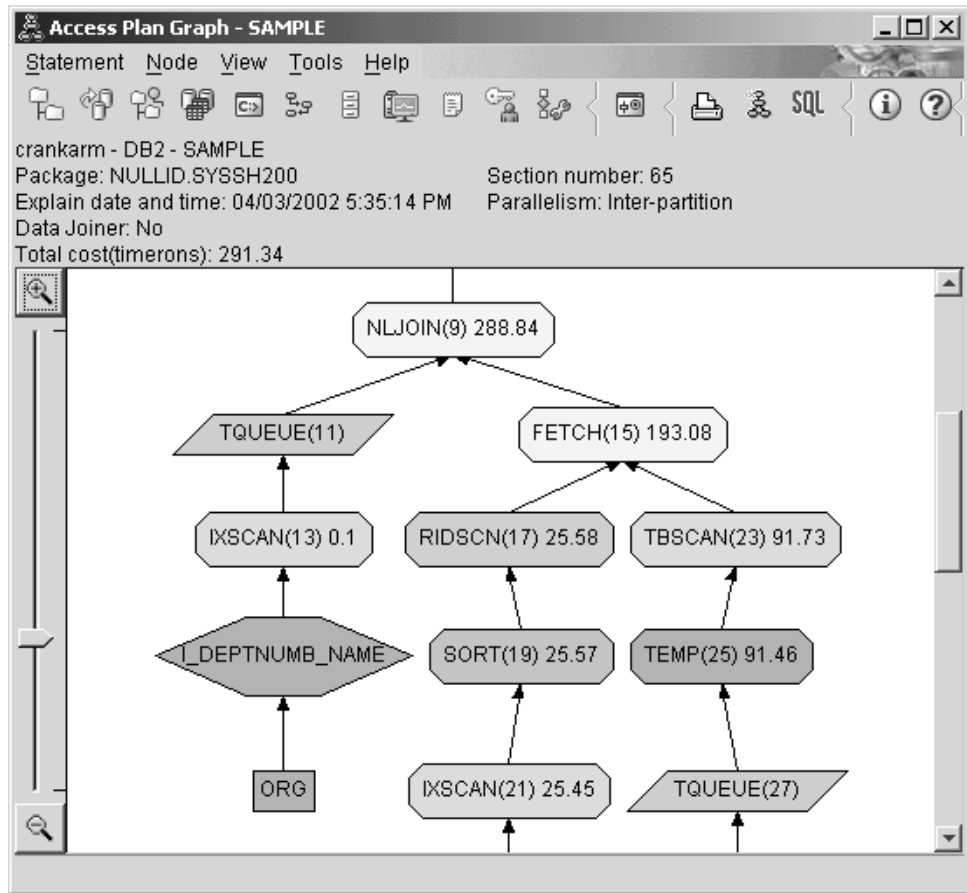 Access Plan Graph - SAMPLE
Statement Node View Tools Help
C:\>
SQL
crankarm - DB2 - SAMPLE
Package: NULLID.SYSSH200 Section number: 65
Explain date and time: 04/03/2002 5:35:14 PM Parallelism: Inter-partition
Data Joiner: No
Total cost(timerons): 291.34
NLJOIN(9) 288.84
TQUEUE(11) FETCH(15) 193.08
IXSCAN(13) 0.1 RIDSCN(17) 25.58 TBSCAN(23) 91.73
I_DEPTNUMB_NAME SORT(19) 25.57 TEMP(25) 91.46
ORG IXSCAN(21) 25.45 TQUEUE(27)